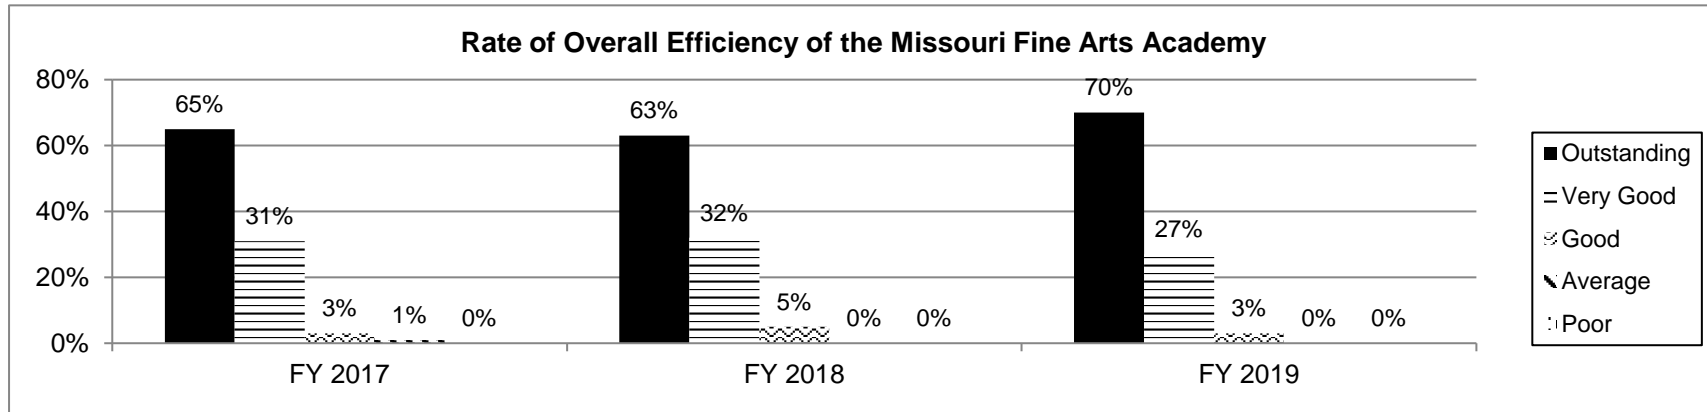 Rate of Overall Efficiency of the Missouri Fine Arts Academy
80%
60%
40%
20%
0%
65%
31%
3%
1%
0%
63%
32%
5%
0%
0%
70%
27%
3%
0%
0%
FY 2017
FY 2018
FY 2019
Outstanding
Very Good
Good
Average
Poor